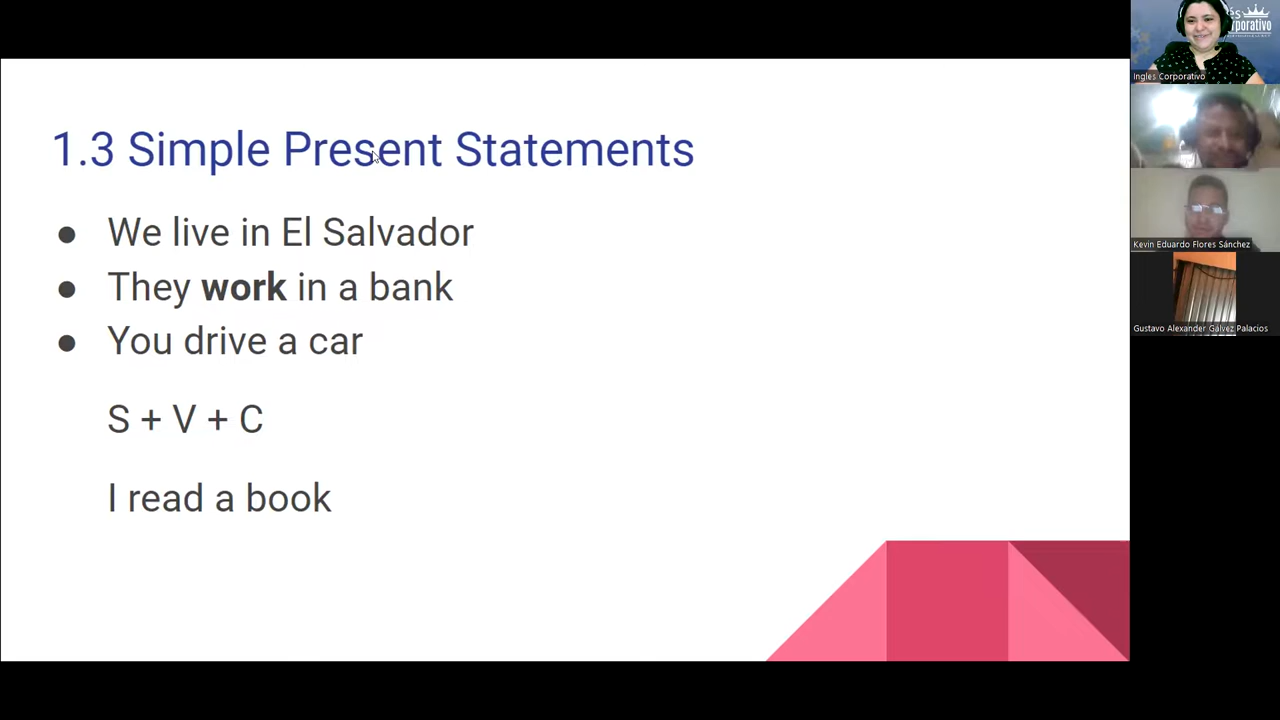 1.3 Simple Present Statements
● We live in El Salvador
● They work in a bank
● You drive a car
S + V + C
I read a book
Ingles Corporativo
Kevin Eduardo Flores Sánchez
Gustavo Alexander Gálvez Palacios